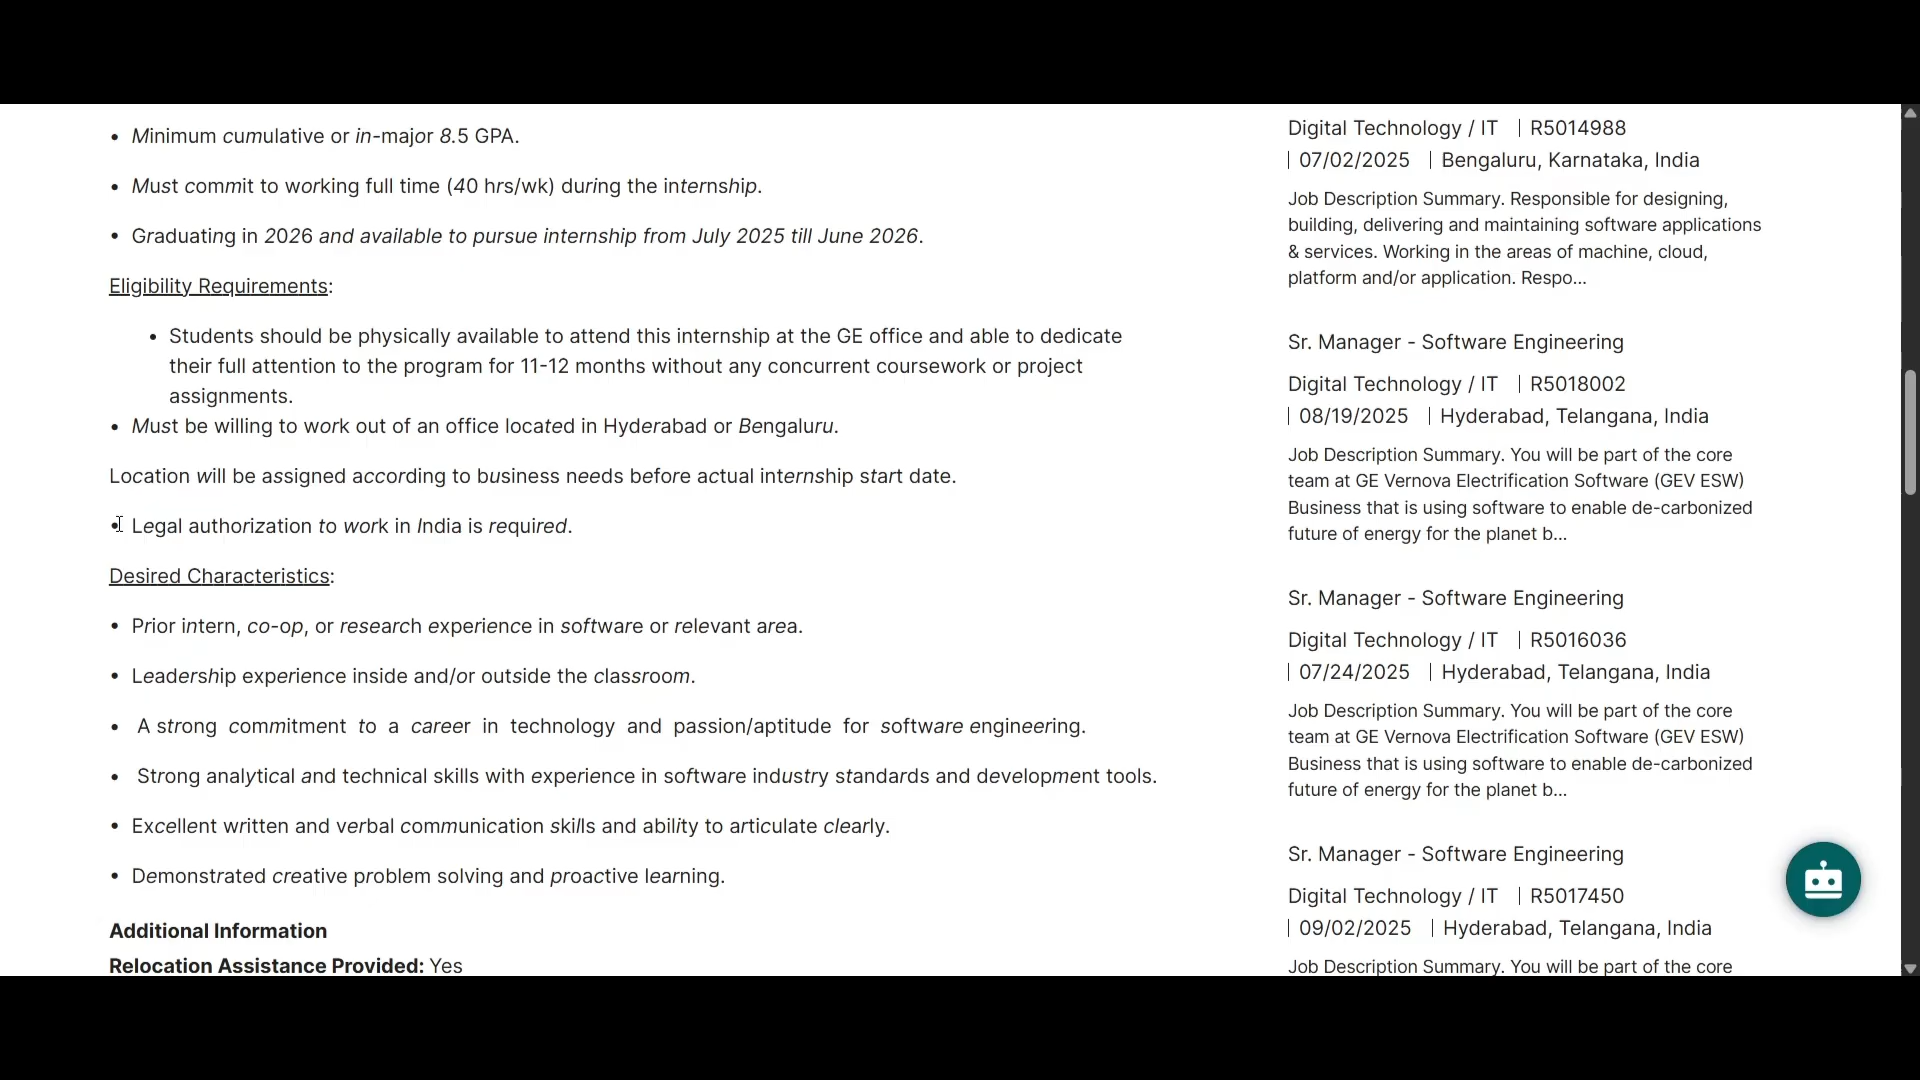 • Minimum cumulative or in-major 8.5 GPA.
• Must commit to working full time (40 hrs/wk) during the internship.
• Graduating in 2026 and available to pursue internship from July 2025 till June 2026.
Eligibility Requirements:
• Students should be physically available to attend this internship at the GE office and able to dedicate
their full attention to the program for 11-12 months without any concurrent coursework or project
assignments.
• Must be willing to work out of an office located in Hyderabad or Bengaluru.
Location will be assigned according to business needs before actual internship start date.
• Legal authorization to work in India is required.
Desired Characteristics:
• Prior intern, co-op, or research experience in software or relevant area.
• Leadership experience inside and/or outside the classroom.
• A strong commitment to a career in technology and passion/aptitude for software engineering.
• Strong analytical and technical skills with experience in software industry standards and development tools.
• Excellent written and verbal communication skills and ability to articulate clearly.
• Demonstrated creative problem solving and proactive learning.
Additional Information
Relocation Assistance Provided: Yes
Digital Technology / IT | R5014988
| 07/02/2025 | Bengaluru, Karnataka, India
Job Description Summary. Responsible for designing,
building, delivering and maintaining software applications
& services. Working in the areas of machine, cloud,
platform and/or application. Respo...
Sr. Manager - Software Engineering
Digital Technology / IT | R5018002
| 08/19/2025 | Hyderabad, Telangana, India
Job Description Summary. You will be part of the core
team at GE Vernova Electrification Software (GEV ESW)
Business that is using software to enable de-carbonized
future of energy for the planet b...
Sr. Manager - Software Engineering
Digital Technology / IT | R5016036
| 07/24/2025 | Hyderabad, Telangana, India
Job Description Summary. You will be part of the core
team at GE Vernova Electrification Software (GEV ESW)
Business that is using software to enable de-carbonized
future of energy for the planet b...
Sr. Manager - Software Engineering
Digital Technology / IT | R5017450
| 09/02/2025 | Hyderabad, Telangana, India
Job Description Summary. You will be part of the core